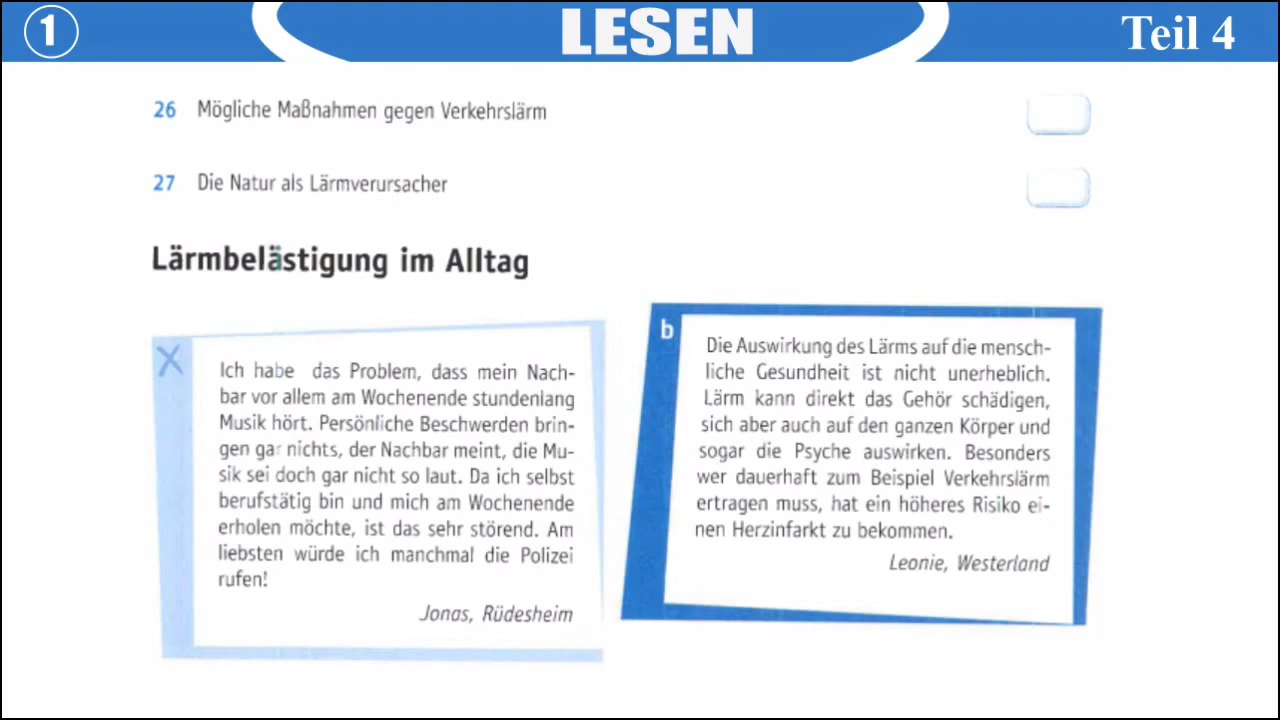 1
LESEN
Teil 4
26 Mögliche Maßnahmen gegen Verkehrslärm
27 Die Natur als Lärmverursacher
Lärmbelästigung im Alltag
X
Ich habe das Problem, dass mein Nach-
bar vor allem am Wochenende stundenlang
Musik hört. Persönliche Beschwerden brin-
gen gar nichts, der Nachbar meint, die Mu-
sik sei doch gar nicht so laut. Da ich selbst
berufstätig bin und mich am Wochenende
erholen möchte, ist das sehr störend. Am
liebsten würde ich manchmal die Polizei
rufen!
Jonas, Rüdesheim
b
Die Auswirkung des Lärms auf die mensch-
liche Gesundheit ist nicht unerheblich.
Lärm kann direkt das Gehör schädigen,
sich aber auch auf den ganzen Körper und
sogar die Psyche auswirken. Besonders
wer dauerhaft zum Beispiel Verkehrslärm
ertragen muss, hat ein höheres Risiko ei-
nen Herzinfarkt zu bekommen.
Leonie, Westerland